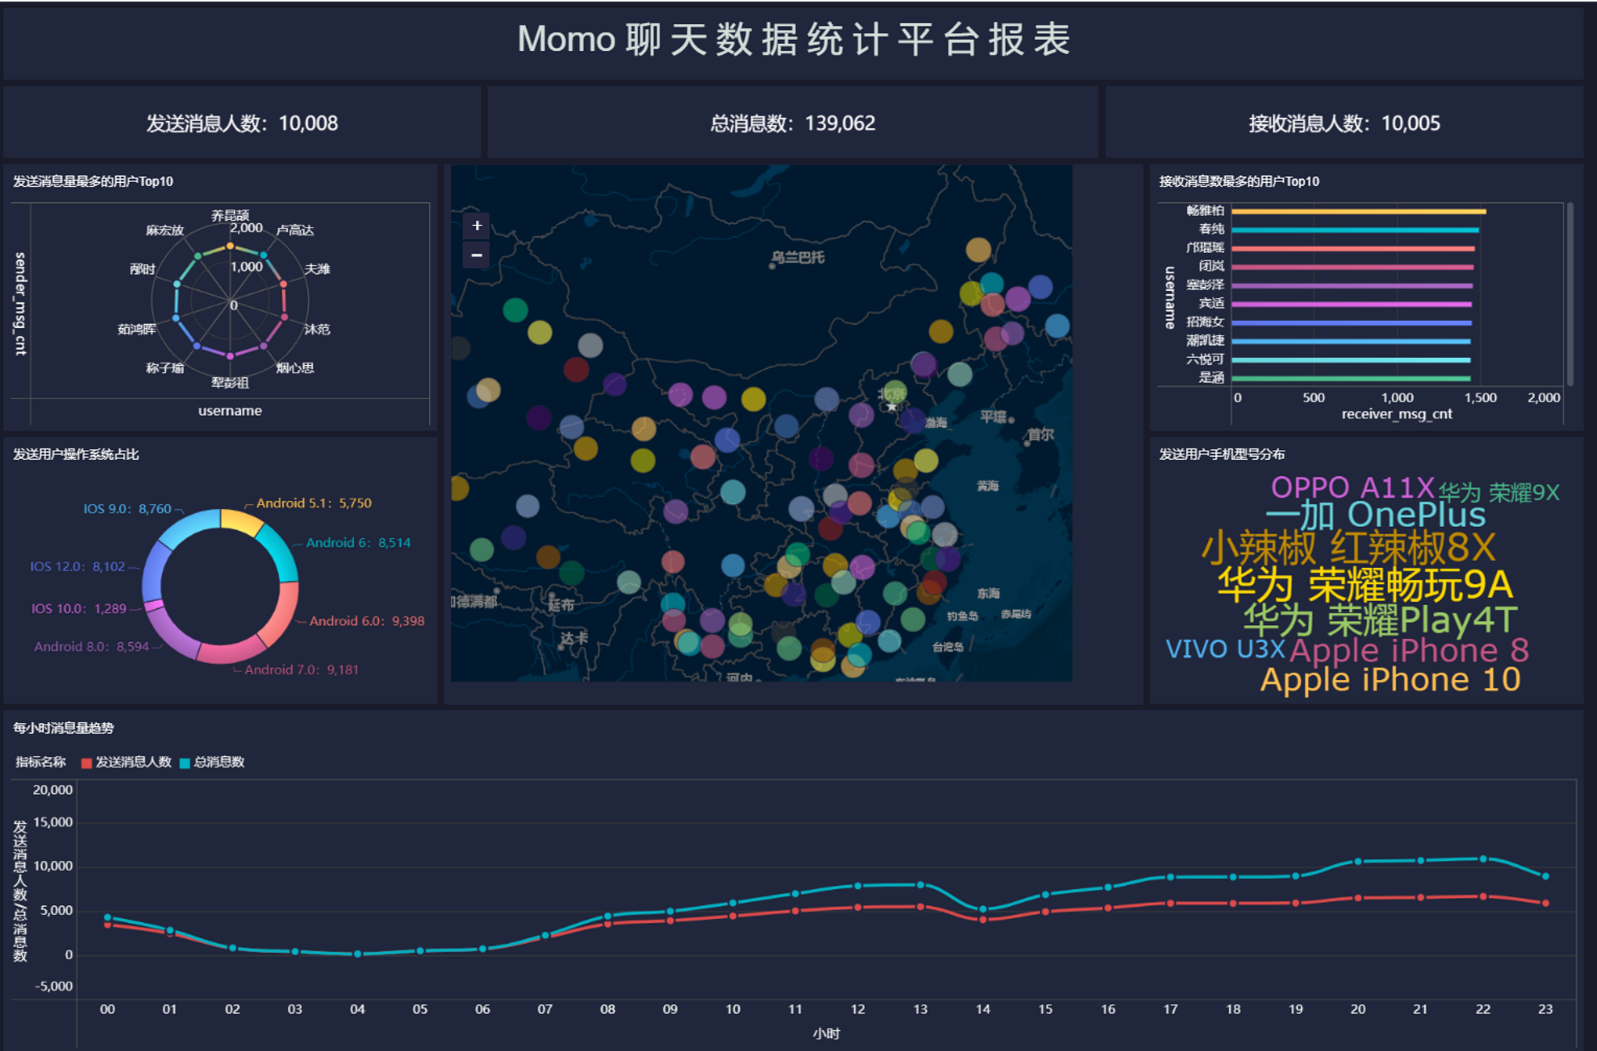 Momo 聊天数据统计平台报表
发送消息人数：10,008
总消息数：139,062
接收消息人数：10,005
发送消息量最多的用户Top10
sender_msg_cnt
养昆颉
卢高达
夫潍
沐范
烟心思
犁彭祖
称子瑜
茹鸿晖
鄅时
麻宏放
2,000
1,000
0
username
乌兰巴托
北京
渤海
平壤
首尔
黄海
东海
钓鱼岛
赤尾屿
台湾岛
加德满都
廷布
达卡
河内
+
−
接收消息数最多的用户Top10
username
畅雅柏
春纯
邝琨瑶
闭岚
塞彭泽
宾适
招海女
潮凯捷
六悦可
是涵
0
500
1,000
1,500
2,000
receiver_msg_cnt
发送用户操作系统占比
IOS 9.0：8,760
Android 5.1：5,750
Android 6：8,514
IOS 12.0：8,102
IOS 10.0：1,289
Android 6.0：9,398
Android 8.0：8,594
Android 7.0：9,181
发送用户手机型号分布
OPPO A11X
华为 荣耀9X
一加 OnePlus
小辣椒 红辣椒8X
华为 荣耀畅玩9A
华为 荣耀Play4T
VIVO U3X
Apple iPhone 8
Apple iPhone 10
每小时消息量趋势
指标名称 发送消息人数 总消息数
发送消息人数/总消息数
20,000
15,000
10,000
5,000
0
-5,000
00 01 02 03 04 05 06 07 08 09 10 11 12 13 14 15 16 17 18 19 20 21 22 23
小时